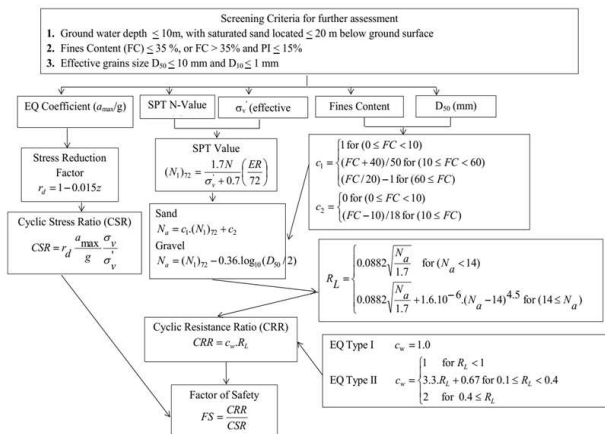 Screening Criteria for further assessment
1. Ground water depth ≤ 10m, with saturated sand located ≤ 20 m below ground surface
2. Fines Content (FC) ≤ 35 %, or FC > 35% and PI ≤ 15%
3. Effective grains size D50 ≤ 10 mm and D10 ≤ 1 mm
EQ Coefficient (amax/g)
SPT N-Value
σv' (effective
Fines Content
D50 (mm)
Stress Reduction
Factor
rd = 1−0.015z
SPT Value
(N1)72 = 1.7N / (σv' + 0.7) (ER / 72)
c1 = { 1 for (0 ≤ FC < 10)
(FC + 40)/50 for (10 ≤ FC < 60)
(FC/20) − 1 for (60 ≤ FC)
c2 = { 0 for (0 ≤ FC < 10)
(FC − 10)/18 for (10 ≤ FC)
Cyclic Stress Ratio (CSR)
CSR = rd amax/g σv/σv'
Sand
Na = c1.(N1)72 + c2
Gravel
Na = (N1)72 − 0.36.log10(D50/2)
RL = { 0.0882 √(Na/1.7) for (Na < 14)
0.0882 √(Na/1.7) + 1.6.10^-6.(Na − 14)^4.5 for (14 ≤ Na)
Cyclic Resistance Ratio (CRR)
CRR = cw.RL
EQ Type I cw = 1.0
EQ Type II cw = { 1 for RL < 1
3.3.RL + 0.67 for 0.1 ≤ RL < 0.4
2 for 0.4 ≤ RL
Factor of Safety
FS = CRR / CSR